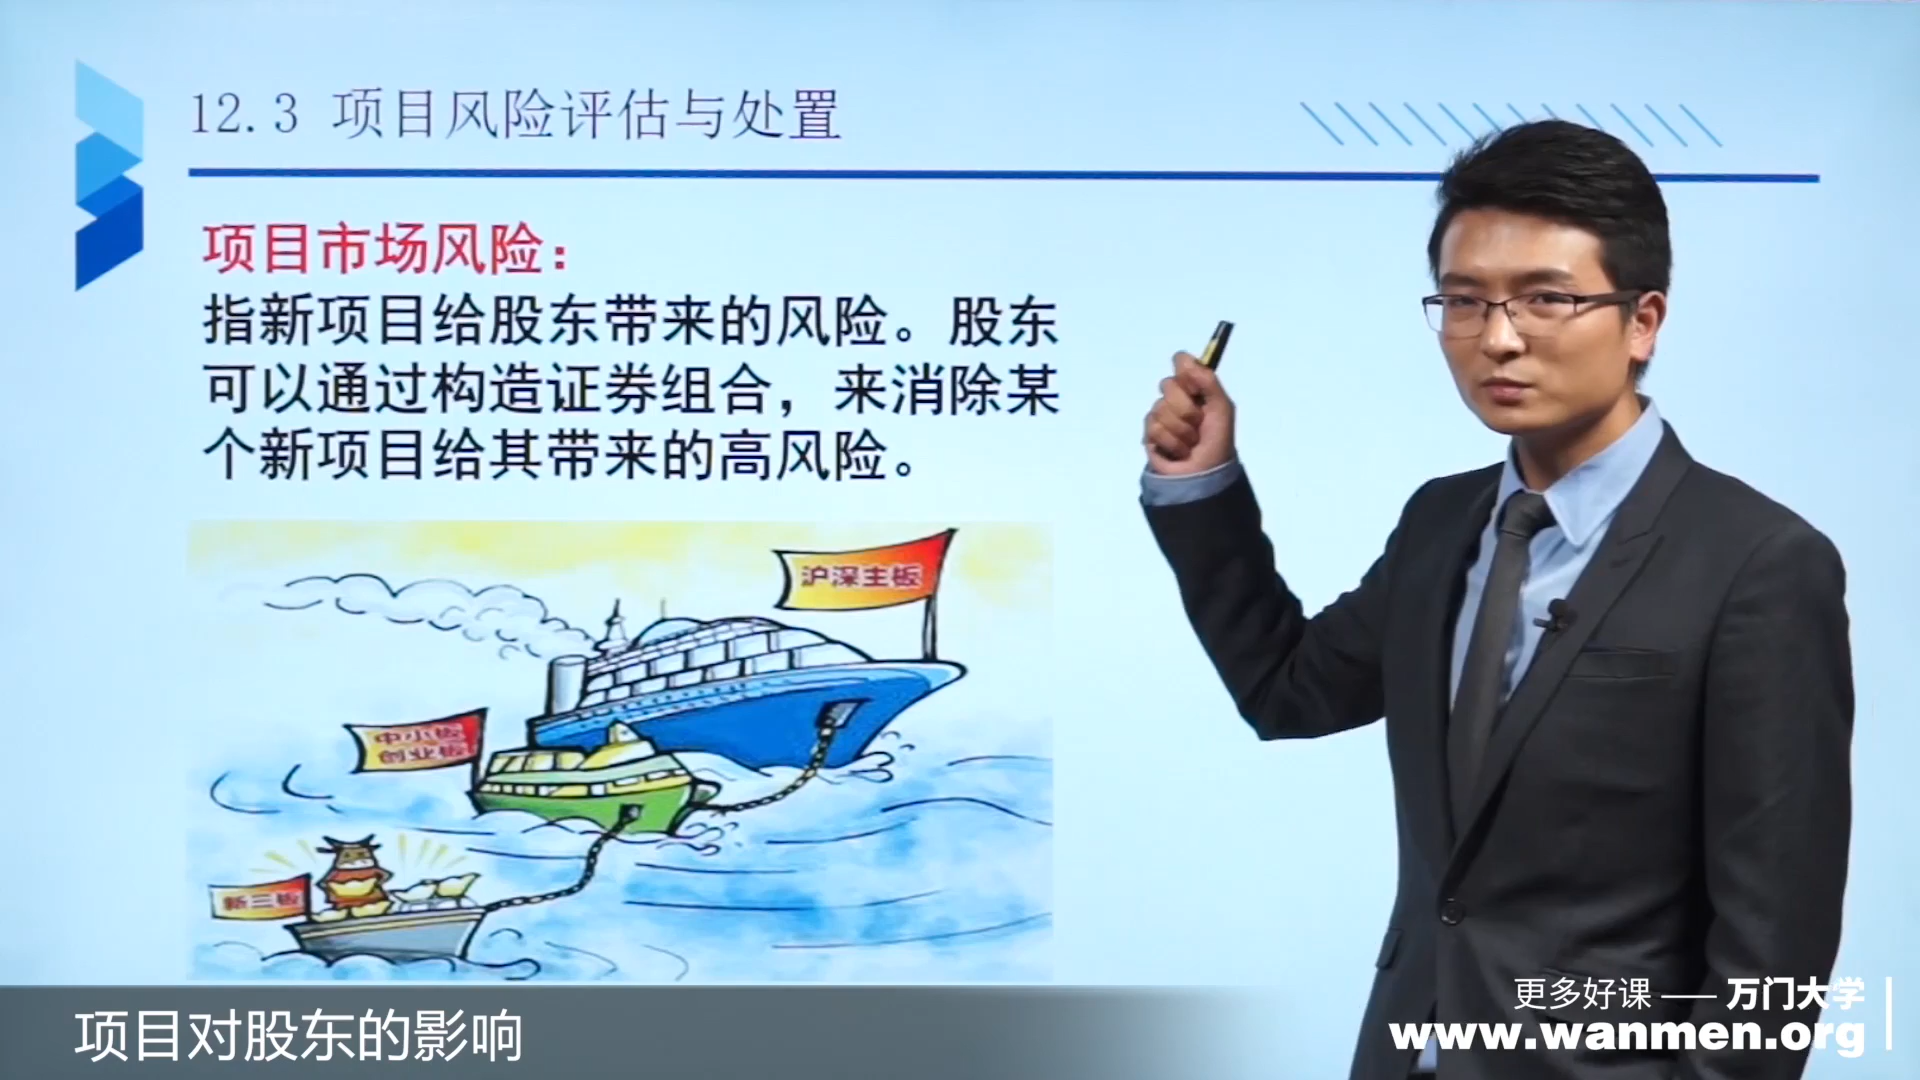 12.3 项目风险评估与处置
项目市场风险：
指新项目给股东带来的风险。股东
可以通过构造证券组合，来消除某
个新项目给其带来的高风险。
沪深主板
中小板
创业板
新三板
项目对股东的影响
更多好课 —— 万门大学
www.wanmen.org